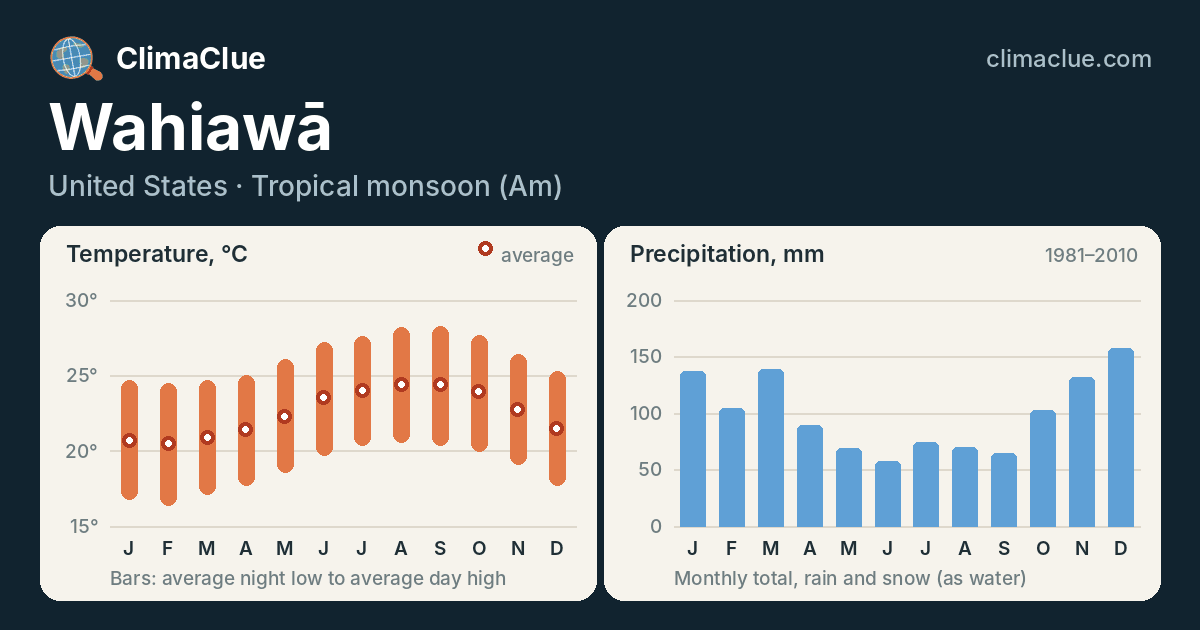 ClimaClue
climaclue.com
Wahiawā
United States · Tropical monsoon (Am)
Temperature, °C
average
30°
25°
20°
15°
J F M A M J J A S O N D
Bars: average night low to average day high
Precipitation, mm
1981–2010
200
150
100
50
0
J F M A M J J A S O N D
Monthly total, rain and snow (as water)